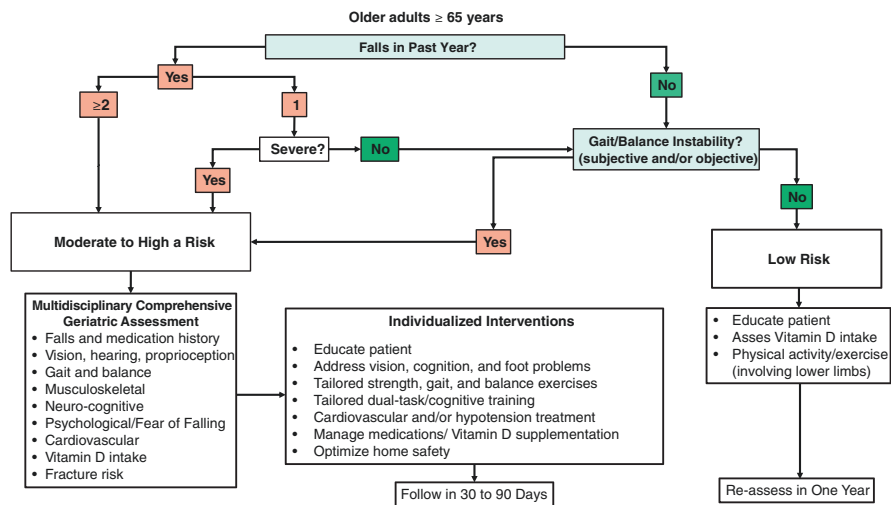 Older adults ≥ 65 years
Falls in Past Year?
Yes
No
≥2
1
Severe?
No
Gait/Balance Instability?
(subjective and/or objective)
Yes
No
Moderate to High a Risk
Yes
Low Risk
Multidisciplinary Comprehensive
Geriatric Assessment
• Falls and medication history
• Vision, hearing, proprioception
• Gait and balance
• Musculoskeletal
• Neuro-cognitive
• Psychological/Fear of Falling
• Cardiovascular
• Vitamin D intake
• Fracture risk
Individualized Interventions
• Educate patient
• Address vision, cognition, and foot problems
• Tailored strength, gait, and balance exercises
• Tailored dual-task/cognitive training
• Cardiovascular and/or hypotension treatment
• Manage medications/ Vitamin D supplementation
• Optimize home safety
• Educate patient
• Asses Vitamin D intake
• Physical activity/exercise
(involving lower limbs)
Follow in 30 to 90 Days
Re-assess in One Year